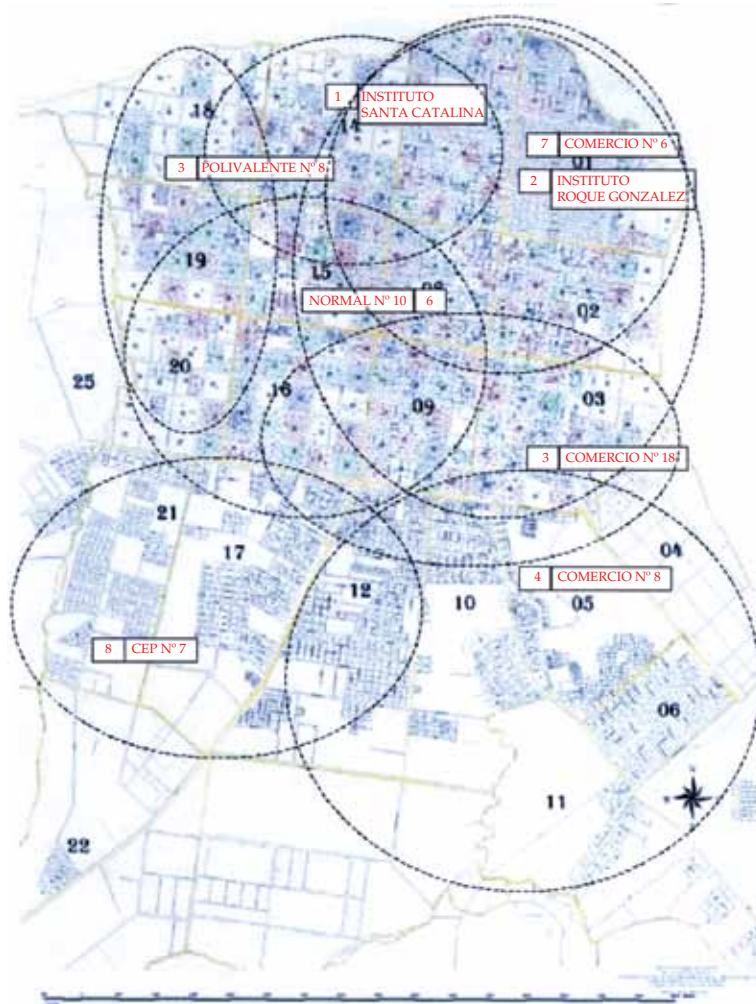 18
1 INSTITUTO
SANTA CATALINA
14
7 COMERCIO Nº 6
01
3 POLIVALENTE Nº 8
2 INSTITUTO
ROQUE GONZALEZ
19
15
NORMAL Nº 10 6
08
02
20
25
16
09
03
3 COMERCIO Nº 18
21
17
04
12
10
4 COMERCIO Nº 8
05
8 CEP Nº 7
06
11
22